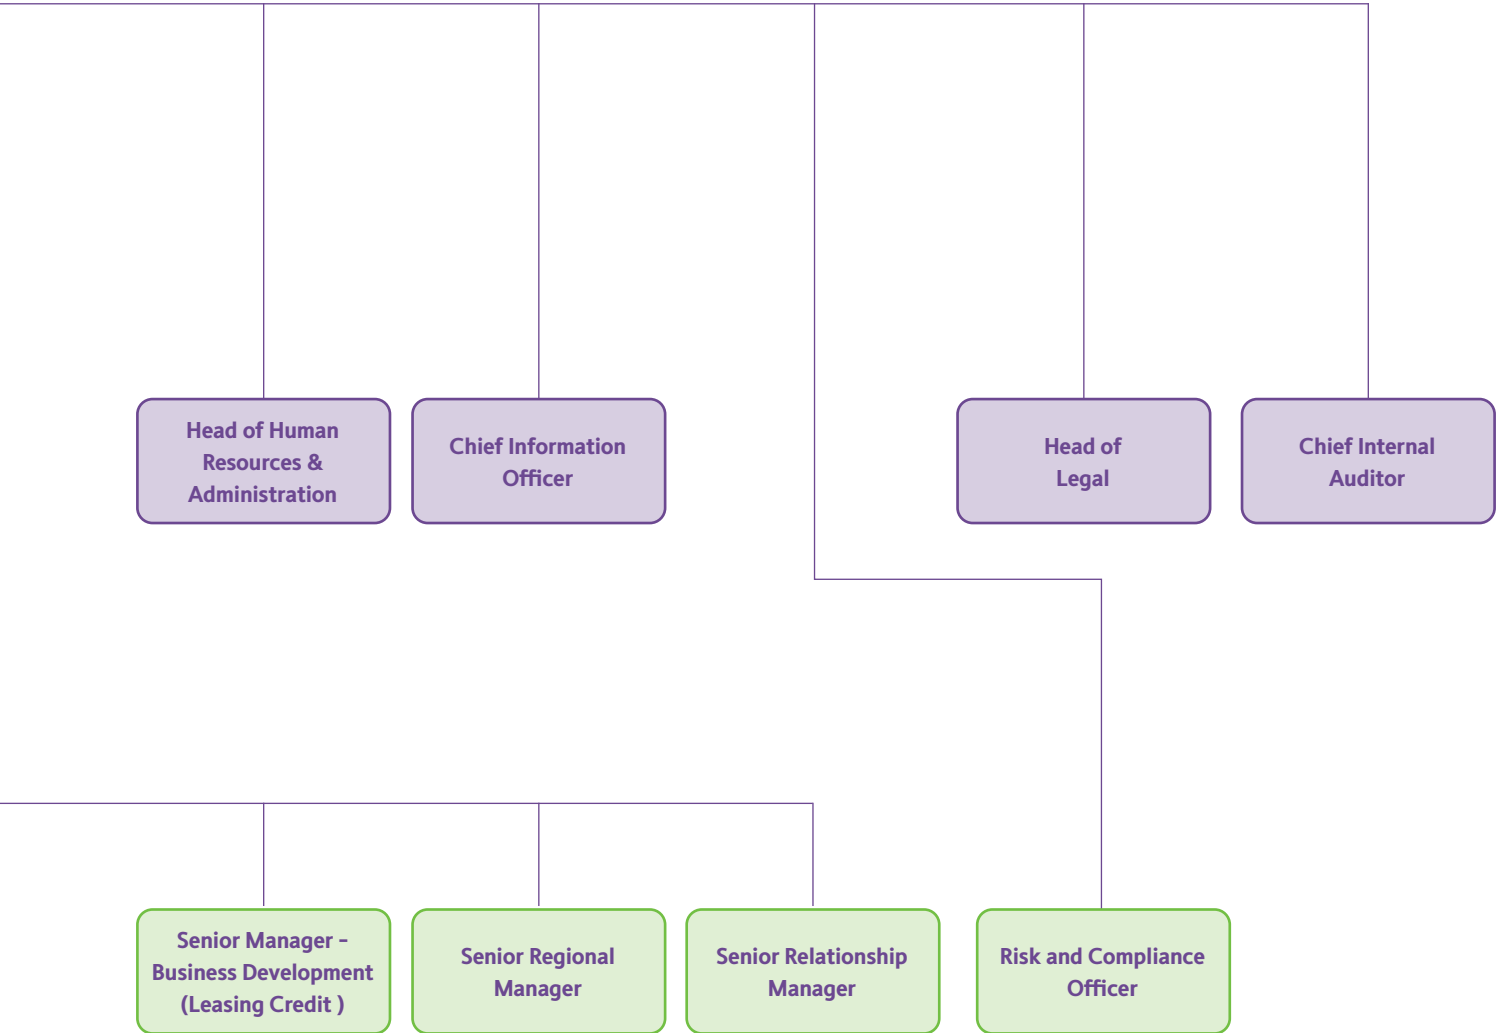 Head of Human
Resources &
Administration
Chief Information
Officer
Head of
Legal
Chief Internal
Auditor
Senior Manager -
Business Development
(Leasing Credit )
Senior Regional
Manager
Senior Relationship
Manager
Risk and Compliance
Officer